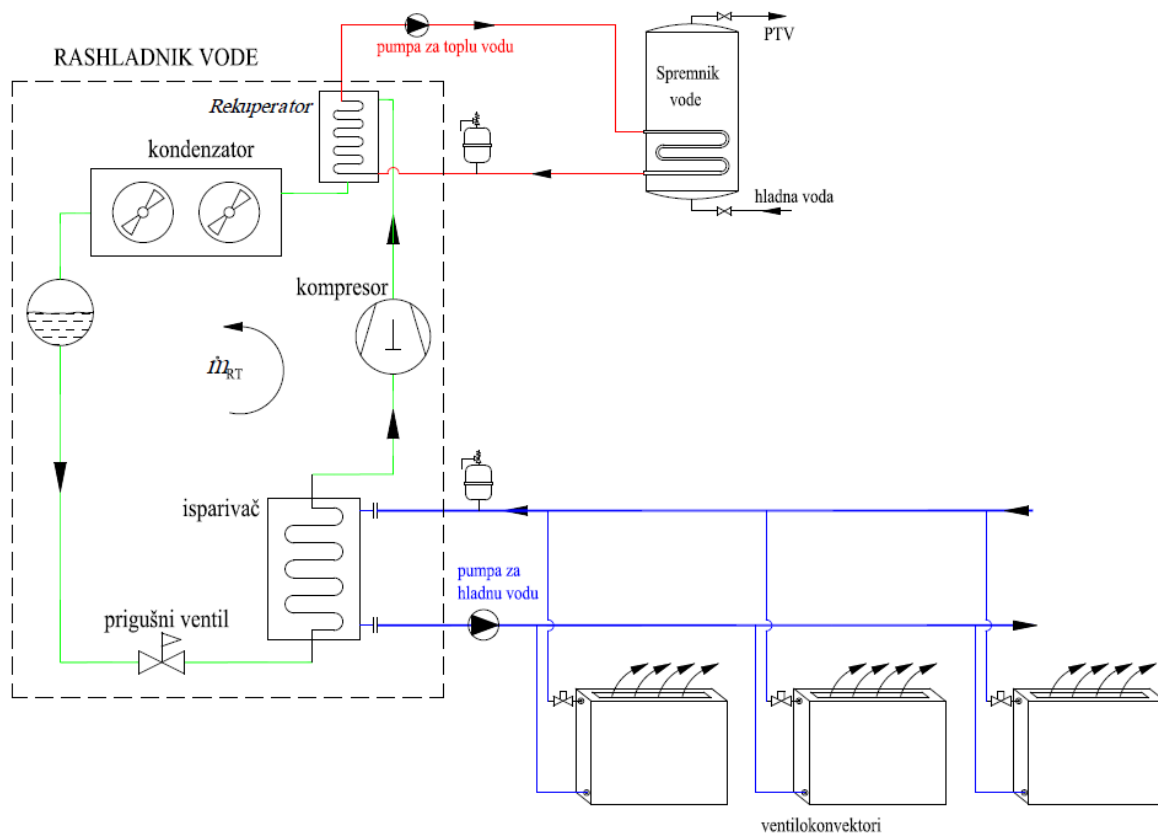 pumpa za toplu vodu
PTV
RASHLADNIK VODE
Spremnik
vode
Rekuperator
kondenzator
hladna voda
kompresor
ṁRT
isparivač
pumpa za
hladnu vodu
prigušni ventil
ventilokonvektori